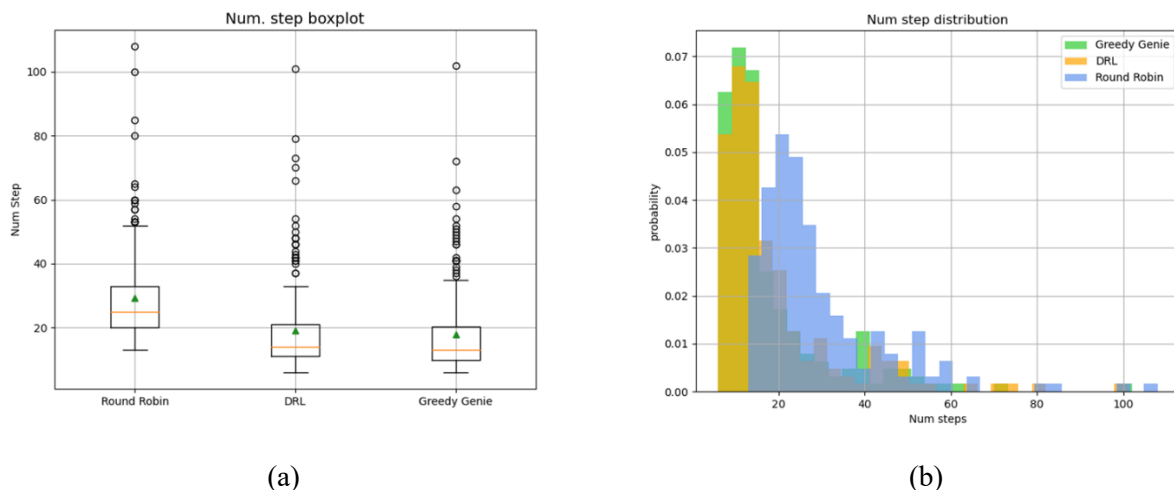 Num. step boxplot
100
80
60
40
20
Num Step
Round Robin
DRL
Greedy Genie
(a)
Num step distribution
0.07
0.06
0.05
0.04
0.03
0.02
0.01
0.00
probability
Greedy Genie
DRL
Round Robin
20
40
60
80
100
Num steps
(b)